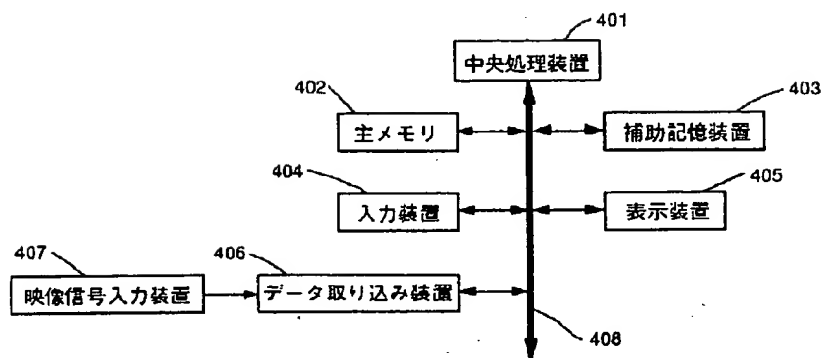 401
中央処理装置
402
主メモリ
403
補助記憶装置
404
入力装置
405
表示装置
407
映像信号入力装置
406
データ取り込み装置
408